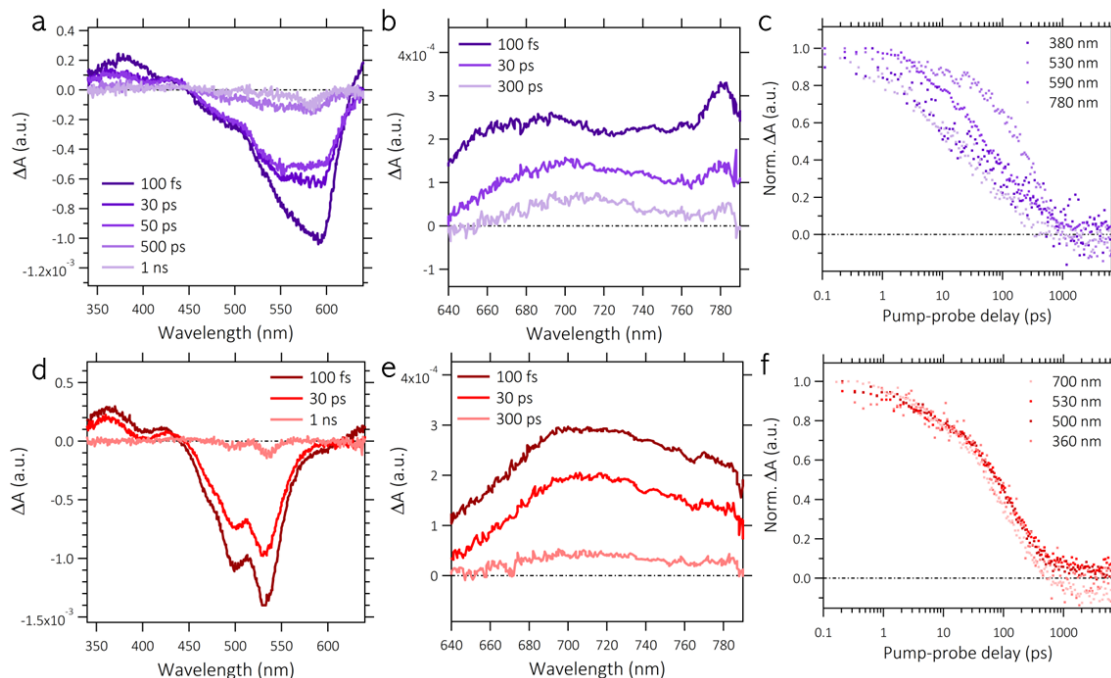 a
0.4
0.2
0.0
-0.2
-0.4
-0.6
-0.8
-1.0
-1.2x10⁻³
ΔA (a.u.)
100 fs
30 ps
50 ps
500 ps
1 ns
350 400 450 500 550 600
Wavelength (nm)
b
4x10⁻⁴
3
2
1
0
-1
ΔA (a.u.)
100 fs
30 ps
300 ps
640 660 680 700 720 740 760 780
Wavelength (nm)
c
1.0
0.8
0.6
0.4
0.2
0.0
Norm. ΔA (a.u.)
380 nm
530 nm
590 nm
780 nm
0.1 1 10 100 1000
Pump-probe delay (ps)
d
0.5
0.0
-0.5
-1.0
-1.5x10⁻³
ΔA (a.u.)
100 fs
30 ps
1 ns
350 400 450 500 550 600
Wavelength (nm)
e
4x10⁻⁴
3
2
1
0
ΔA (a.u.)
100 fs
30 ps
300 ps
640 660 680 700 720 740 760 780
Wavelength (nm)
f
1.0
0.8
0.6
0.4
0.2
0.0
Norm. ΔA (a.u.)
700 nm
530 nm
500 nm
360 nm
0.1 1 10 100 1000
Pump-probe delay (ps)